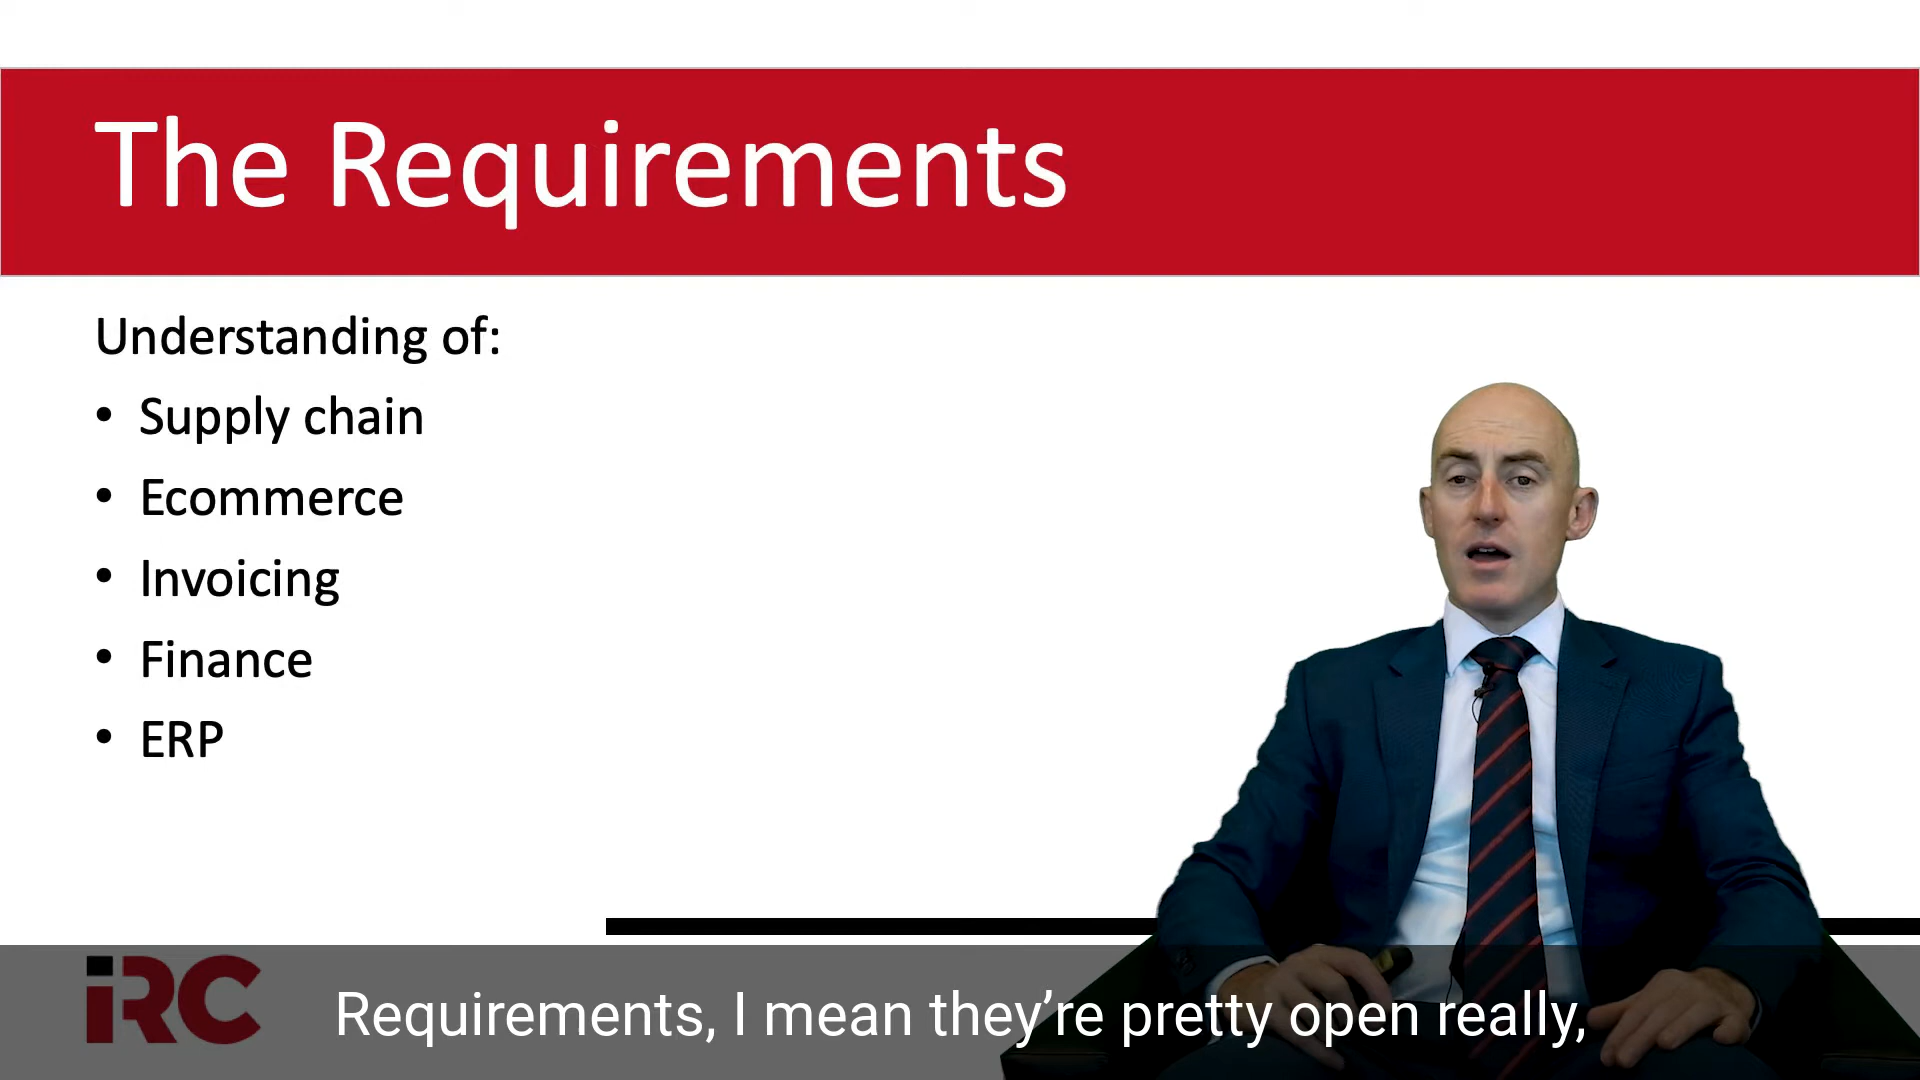 The Requirements
Understanding of:
• Supply chain
• Ecommerce
• Invoicing
• Finance
• ERP
iRC
Requirements, I mean they’re pretty open really,